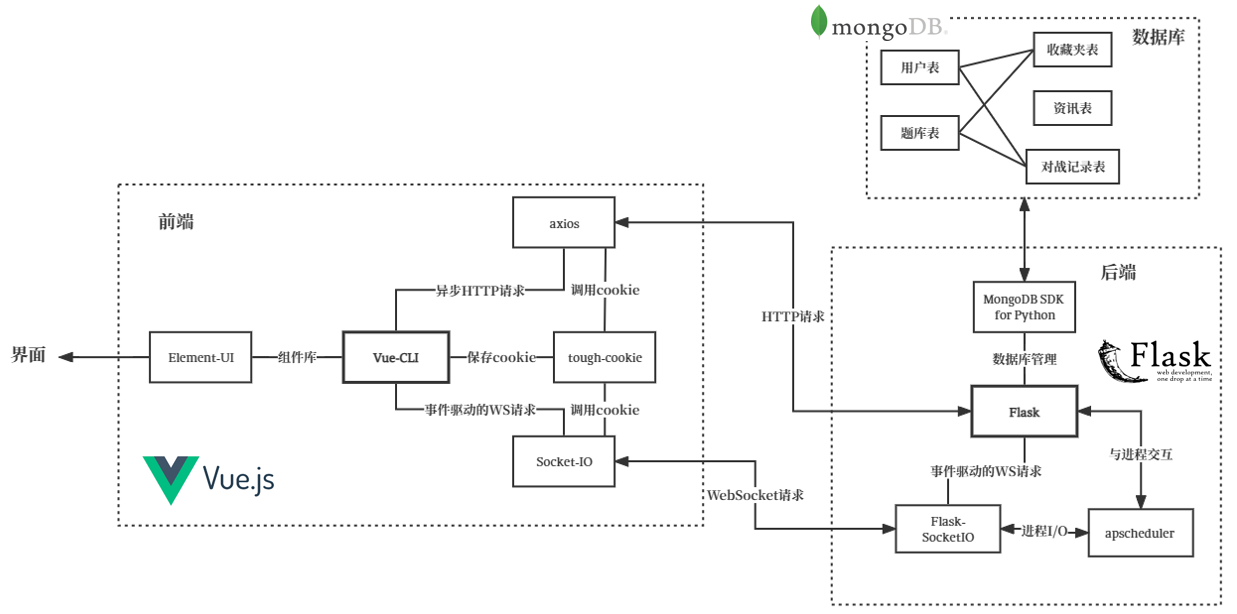 mongoDB
数据库
用户表
收藏夹表
资讯表
题库表
对战记录表
前端
axios
异步HTTP请求
调用cookie
HTTP请求
界面
Element-UI
组件库
Vue-CLI
保存cookie
tough-cookie
事件驱动的WS请求
调用cookie
Socket-IO
Vue.js
WebSocket请求
后端
MongoDB SDK
for Python
数据库管理
Flask
web development,
one drop at a time
Flask
与进程交互
事件驱动的WS请求
Flask-
SocketIO
进程I/O
apscheduler